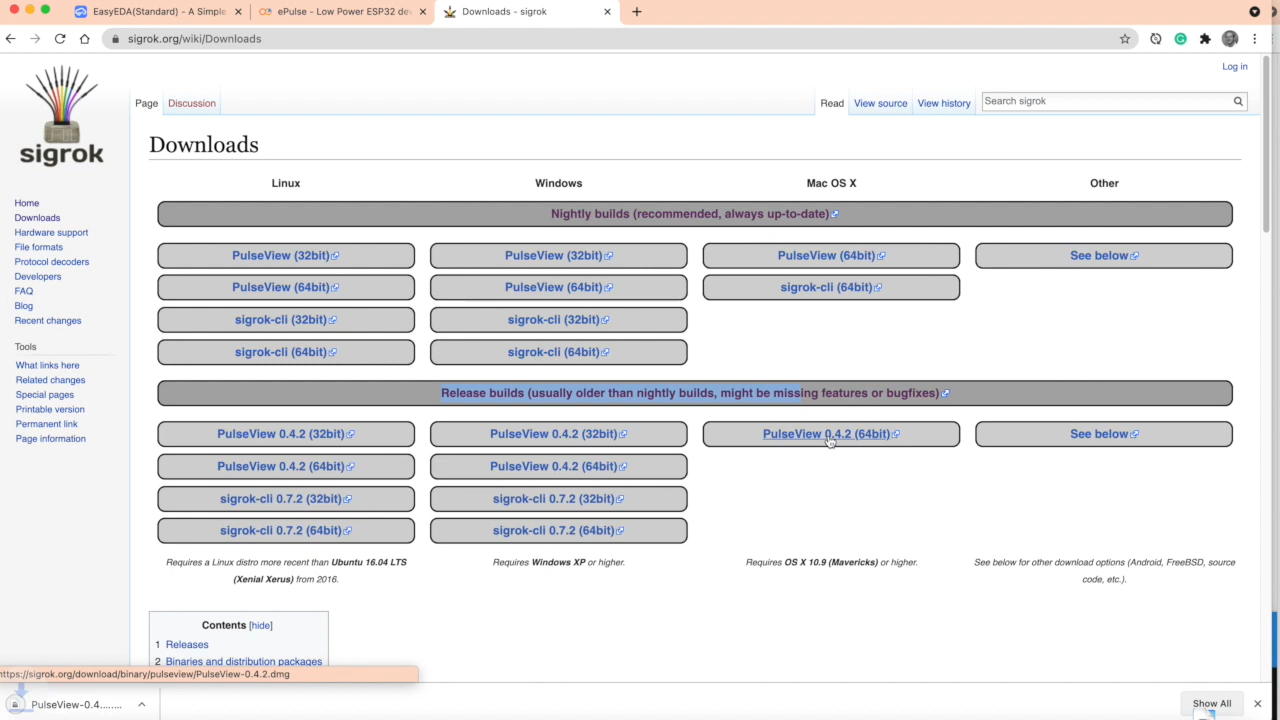 EasyEDA(Standard) - A Simple
ePulse - Low Power ESP32 dev
Downloads - sigrok
sigrok.org/wiki/Downloads
Log in
Page
Discussion
Read
View source
View history
Search sigrok
sigrok
Downloads
Home
Downloads
Hardware support
File formats
Protocol decoders
Developers
FAQ
Blog
Recent changes
Tools
What links here
Related changes
Special pages
Printable version
Permanent link
Page information
Linux
Windows
Mac OS X
Other
Nightly builds (recommended, always up-to-date)
PulseView (32bit)
PulseView (32bit)
PulseView (64bit)
See below
PulseView (64bit)
PulseView (64bit)
sigrok-cli (64bit)
sigrok-cli (32bit)
sigrok-cli (32bit)
sigrok-cli (64bit)
sigrok-cli (64bit)
Release builds (usually older than nightly builds, might be missing features or bugfixes)
PulseView 0.4.2 (32bit)
PulseView 0.4.2 (32bit)
PulseView 0.4.2 (64bit)
See below
PulseView 0.4.2 (64bit)
PulseView 0.4.2 (64bit)
sigrok-cli 0.7.2 (32bit)
sigrok-cli 0.7.2 (32bit)
sigrok-cli 0.7.2 (64bit)
sigrok-cli 0.7.2 (64bit)
Requires a Linux distro more recent than Ubuntu 16.04 LTS
(Xenial Xerus) from 2016.
Requires Windows XP or higher.
Requires OS X 10.9 (Mavericks) or higher.
See below for other download options (Android, FreeBSD, source
code, etc.).
Contents [hide]
1 Releases
2 Binaries and distribution packages
https://sigrok.org/download/binary/pulseview/PulseView-0.4.2.dmg
PulseView-0.4.......
Show All